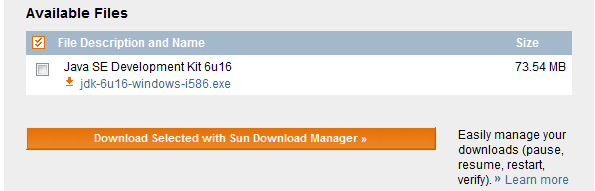 Available Files
File Description and Name Size
Java SE Development Kit 6u16 73.54 MB
jdk-6u16-windows-i586.exe
Download Selected with Sun Download Manager »
Easily manage your
downloads (pause,
resume, restart,
verify). » Learn more